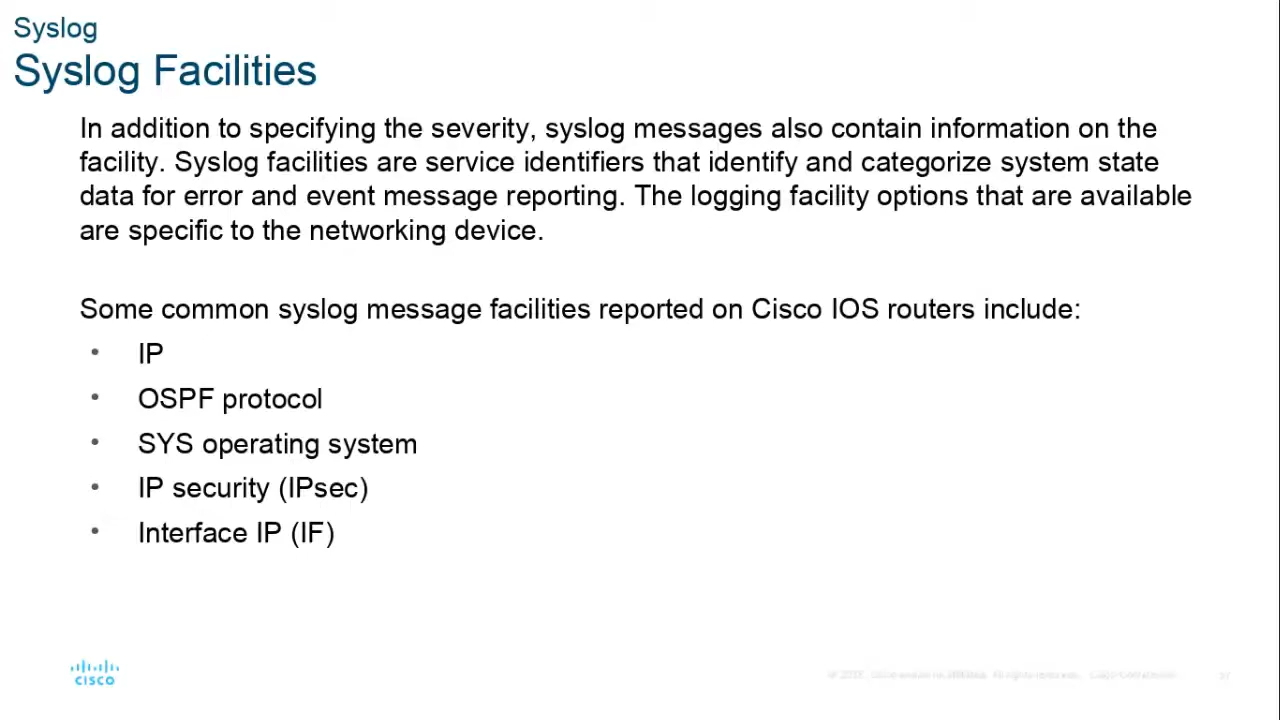 Syslog
Syslog Facilities
In addition to specifying the severity, syslog messages also contain information on the
facility. Syslog facilities are service identifiers that identify and categorize system state
data for error and event message reporting. The logging facility options that are available
are specific to the networking device.
Some common syslog message facilities reported on Cisco IOS routers include:
• IP
• OSPF protocol
• SYS operating system
• IP security (IPsec)
• Interface IP (IF)
cisco
All rights reserved.